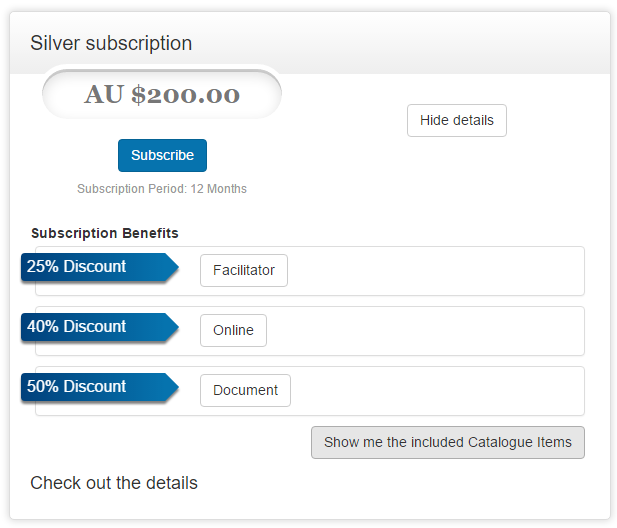 Silver subscription
AU $200.00
Hide details
Subscribe
Subscription Period: 12 Months
Subscription Benefits
25% Discount
Facilitator
40% Discount
Online
50% Discount
Document
Show me the included Catalogue Items
Check out the details